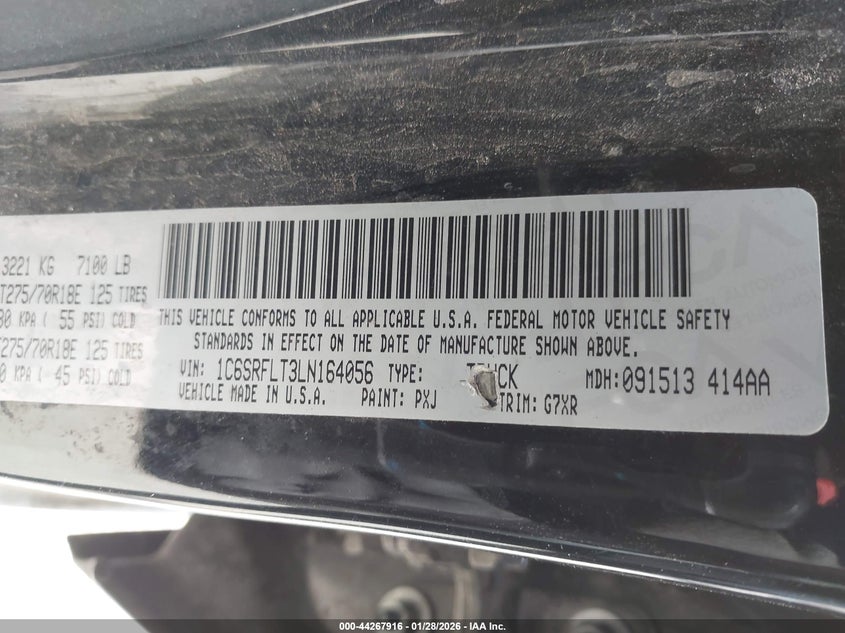 3221 KG 7100 LB
T275/70R18E 125 TIRES
80 KPA ( 55 PSI) COLD
T275/70R18E 125 TIRES
0 KPA ( 45 PSI) COLD
THIS VEHICLE CONFORMS TO ALL APPLICABLE U.S.A. FEDERAL MOTOR VEHICLE SAFETY
STANDARDS IN EFFECT ON THE DATE OF MANUFACTURE SHOWN ABOVE.
VIN: 1C6SRFLT3LN164056 TYPE: MDH:091513 414AA
VEHICLE MADE IN U.S.A. PAINT: PXJ TRIM: G7XR
000-44267916 | 01/28/2026 - IAA Inc.